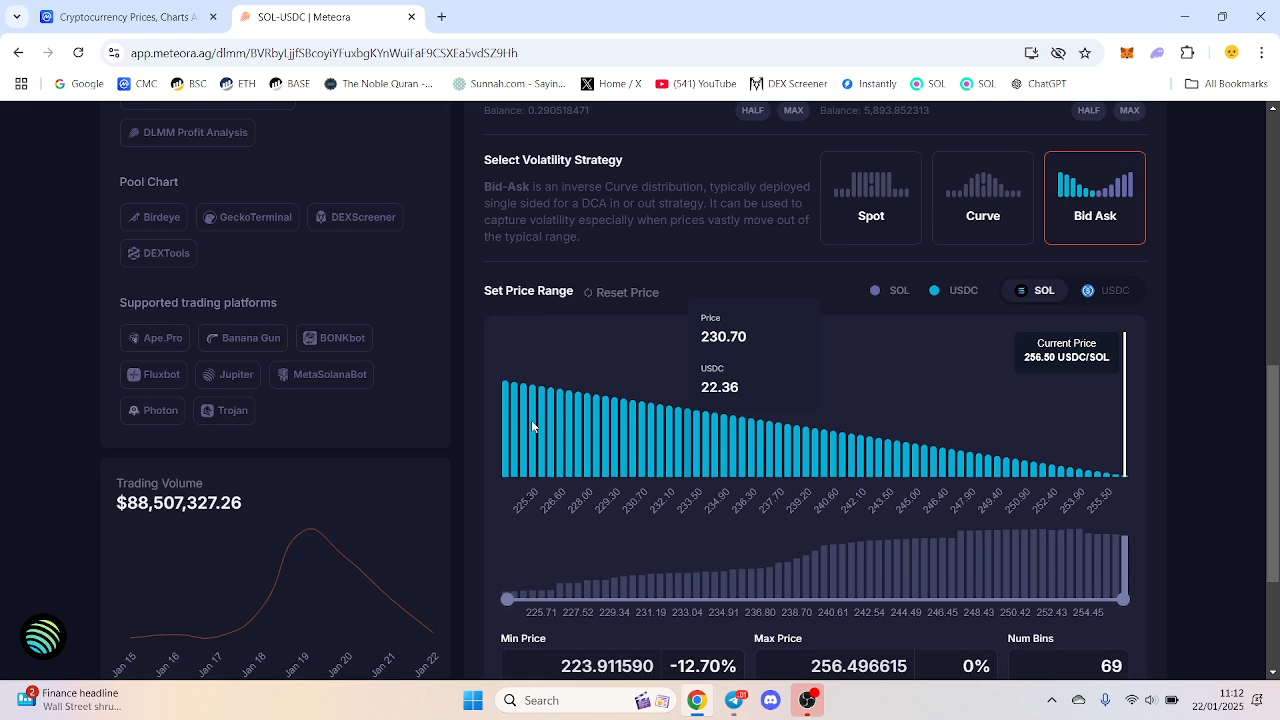 Cryptocurrency Prices, Charts A
SOL-USDC | Meteora
app.meteora.ag/dlmm/BVRbyLjjfSBcoyiYFuxbgKYnWuiFaF9CSXEa5vdSZ9Hh
Google
CMC
BSC
ETH
BASE
The Noble Quran -...
Sunnah.com - Sayin...
Home / X
(541) YouTube
DEX Screener
Instantly
SOL
SOL
ChatGPT
All Bookmarks
DLMM Profit Analysis
Pool Chart
Birdeye
GeckoTerminal
DEXScreener
DEXTools
Supported trading platforms
Ape.Pro
Banana Gun
BONKbot
Fluxbot
Jupiter
MetaSolanaBot
Photon
Trojan
Trading Volume
$88,507,327.26
Jan 15
Jan 16
Jan 17
Jan 18
Jan 19
Jan 20
Jan 21
Jan 22
Balance: 0.290518471
HALF
MAX
Balance: 5,893.852313
HALF
MAX
Select Volatility Strategy
Bid-Ask is an inverse Curve distribution, typically deployed
single sided for a DCA in or out strategy. It can be used to
capture volatility especially when prices vastly move out of
the typical range.
Spot
Curve
Bid Ask
Set Price Range
Reset Price
SOL
USDC
SOL
USDC
Price
230.70
USDC
22.36
Current Price
256.50 USDC/SOL
225.30
226.60
228.00
229.30
230.70
232.10
233.50
234.90
236.30
237.70
239.20
240.60
242.10
243.50
245.00
246.40
247.90
249.40
250.90
252.40
253.90
255.50
225.71 227.52 229.34 231.19 233.04 234.91 236.80 238.70 240.61 242.54 244.49 246.45 248.43 250.42 252.43 254.45
Min Price
Max Price
Num Bins
223.911590
-12.70%
256.496615
0%
69
2
Finance headline
Wall Street shru...
Search
11:12
22/01/2025